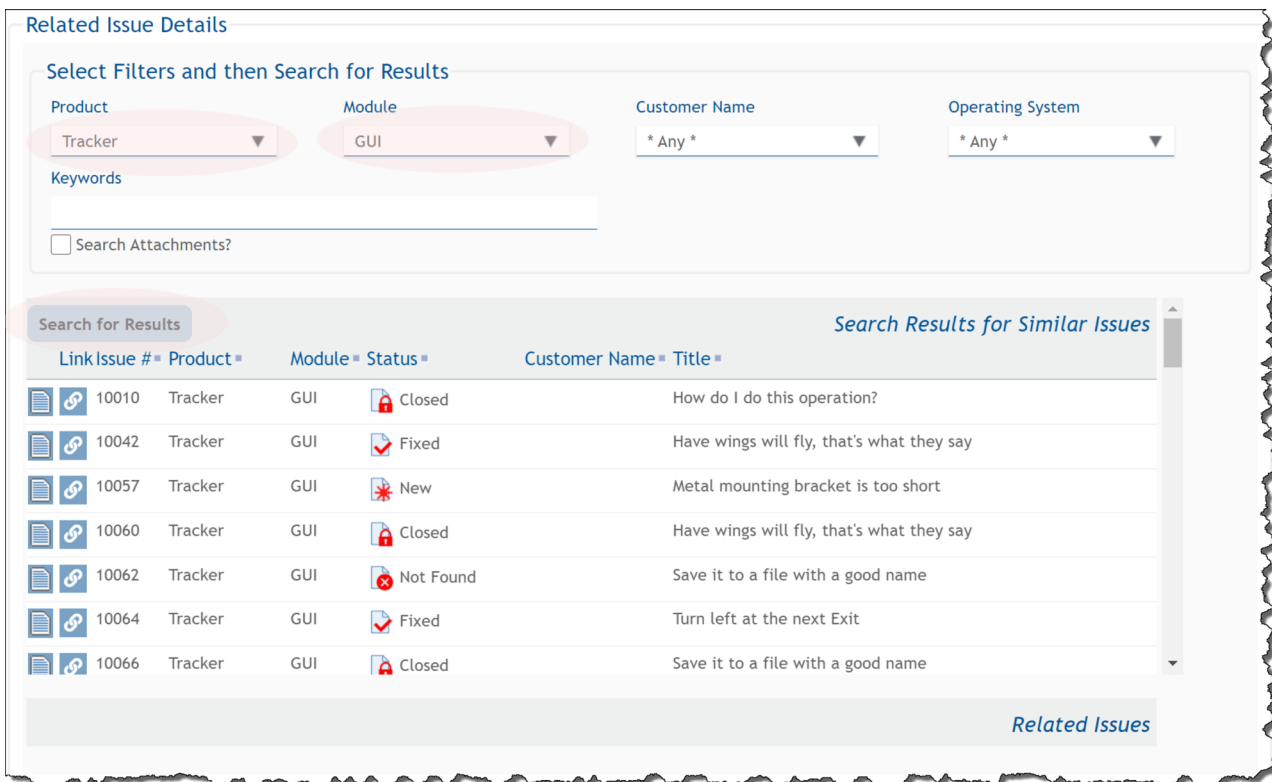 Related Issue Details
Select Filters and then Search for Results
Product Module Customer Name Operating System
Tracker GUI * Any * * Any *
Keywords
Search Attachments?
Search for Results Search Results for Similar Issues
Link Issue # Product Module Status Customer Name Title
10010 Tracker GUI Closed How do I do this operation?
10042 Tracker GUI Fixed Have wings will fly, that's what they say
10057 Tracker GUI New Metal mounting bracket is too short
10060 Tracker GUI Closed Have wings will fly, that's what they say
10062 Tracker GUI Not Found Save it to a file with a good name
10064 Tracker GUI Fixed Turn left at the next Exit
10066 Tracker GUI Closed Save it to a file with a good name
Related Issues